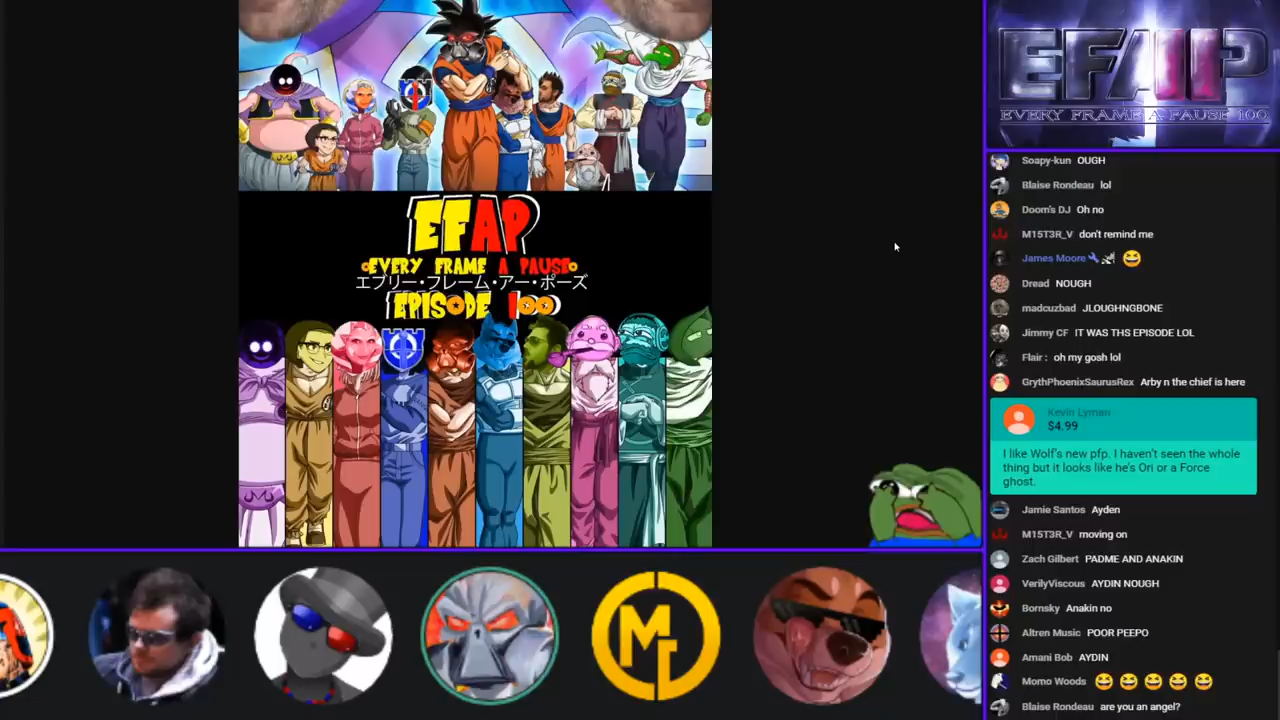 EFAP
EVERY FRAME A PAUSE
エブリー・フレーム・アー・ポーズ
EPISODE 100
EFAP
EVERY FRAME A PAUSE 100
Soapy-kun OUGH
Blaise Rondeau lol
Doom's DJ Oh no
M15T3R_V don't remind me
James Moore
Dread NOUGH
madcuzbad JLOUGHNGBONE
Jimmy CF IT WAS THS EPISODE LOL
Flair : oh my gosh lol
GrythPhoenixSaurusRex Arby n the chief is here
Kevin Lyman
$4.99
I like Wolf's new pfp. I haven't seen the whole
thing but it looks like he's Ori or a Force
ghost.
Jamie Santos Ayden
M15T3R_V moving on
Zach Gilbert PADME AND ANAKIN
VerilyViscous AYDIN NOUGH
Bornsky Anakin no
Altren Music POOR PEEPO
Amani Bob AYDIN
Momo Woods
Blaise Rondeau are you an angel?